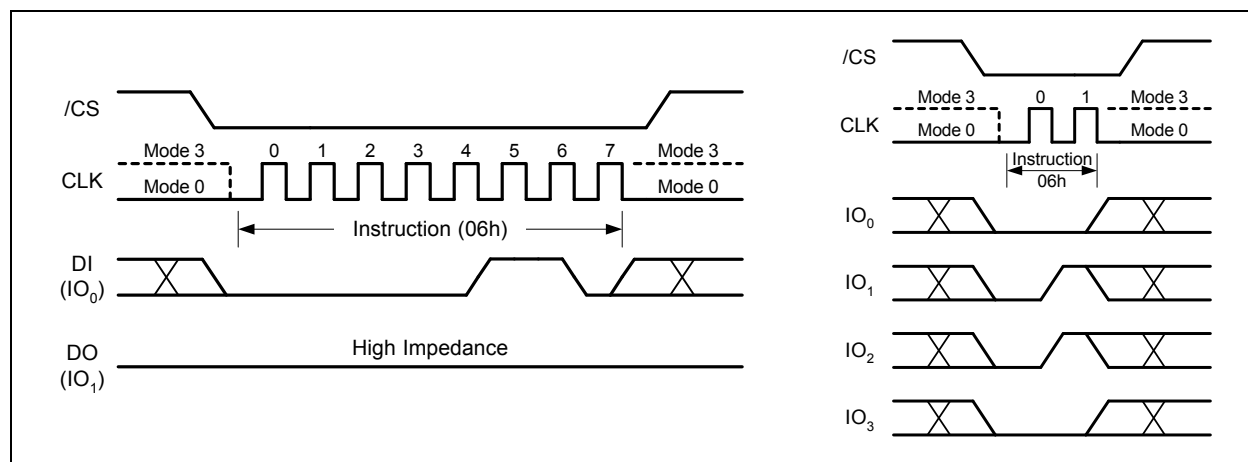 /CS
Mode 3 0 1 2 3 4 5 6 7 Mode 3
CLK
Mode 0 Mode 0
Instruction (06h)
DI
(IO0)
High Impedance
DO
(IO1)
/CS
Mode 3 0 1 Mode 3
CLK
Mode 0 Mode 0
Instruction
06h
IO0
IO1
IO2
IO3